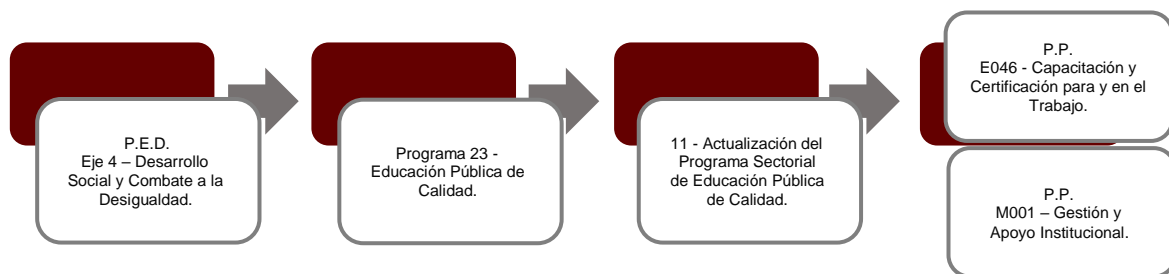 P.E.D.
Eje 4 – Desarrollo
Social y Combate a la
Desigualdad.
Programa 23 -
Educación Pública de
Calidad.
11 - Actualización del
Programa Sectorial
de Educación Pública
de Calidad.
P.P.
E046 - Capacitación y
Certificación para y en el
Trabajo.
P.P.
M001 – Gestión y
Apoyo Institucional.